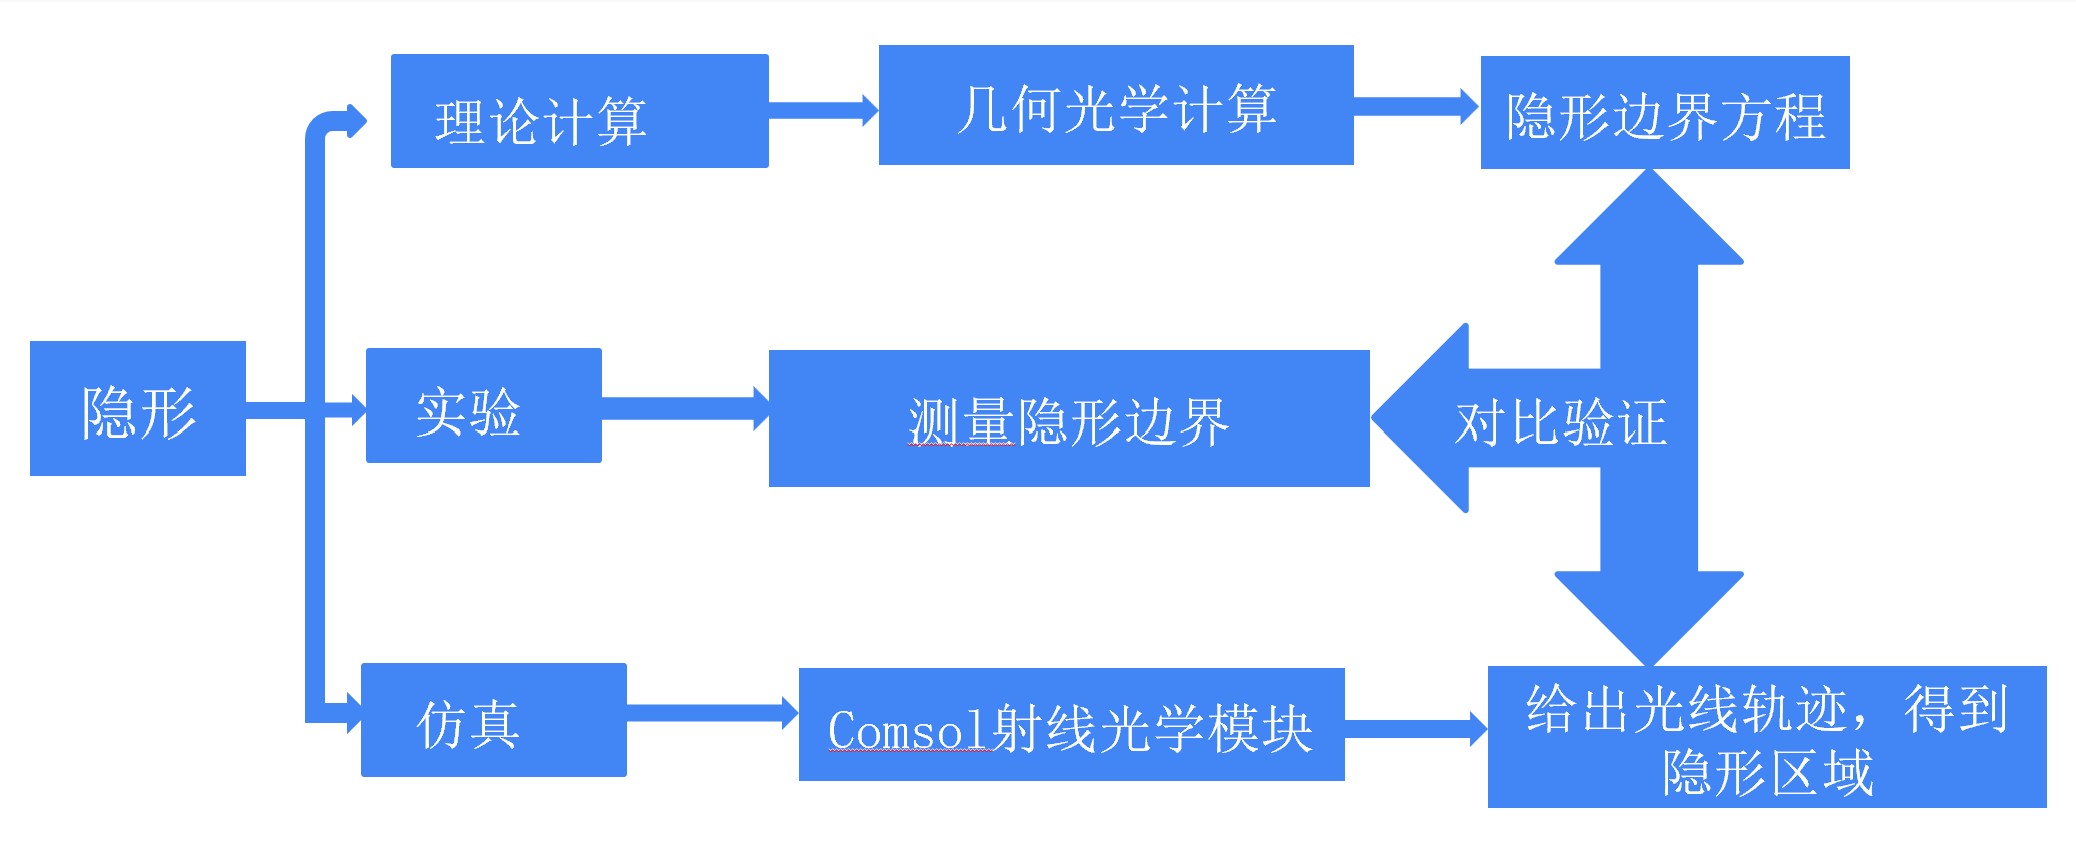 隐形
理论计算
几何光学计算
隐形边界方程
实验
测量隐形边界
对比验证
仿真
Comsol射线光学模块
给出光线轨迹，得到
隐形区域